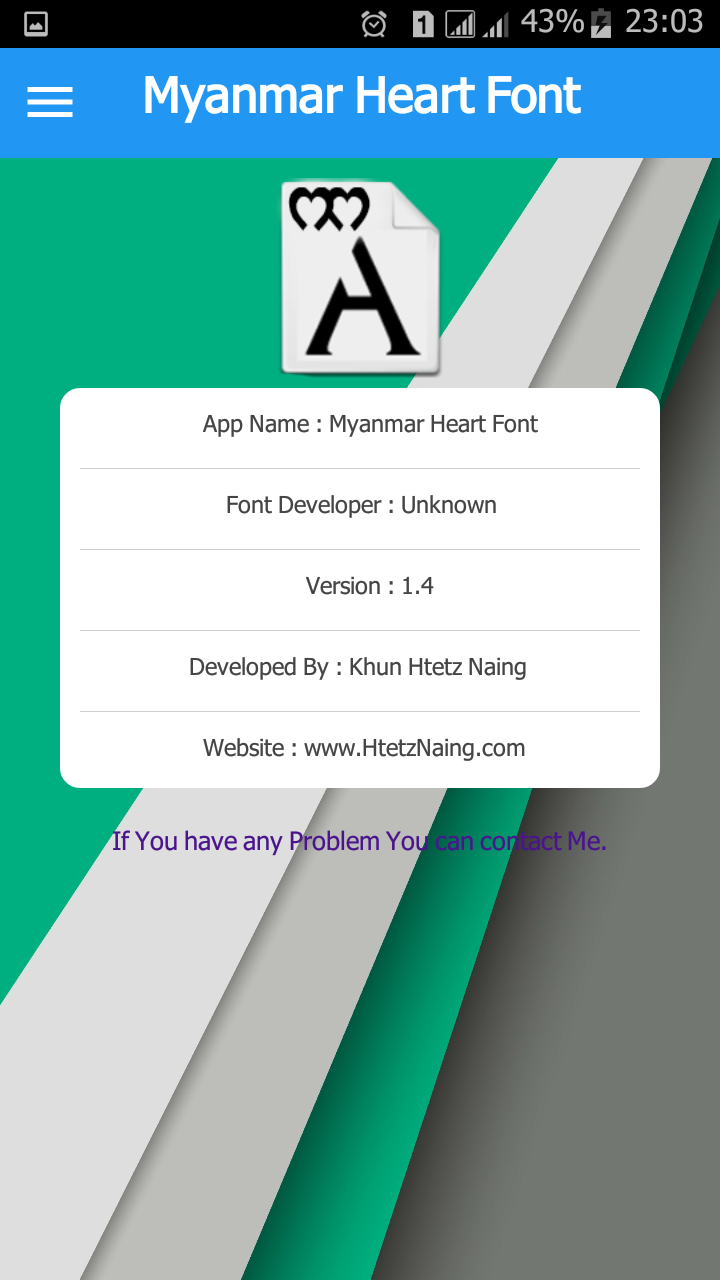 43% 23:03
Myanmar Heart Font
A
App Name : Myanmar Heart Font
Font Developer : Unknown
Version : 1.4
Developed By : Khun Htetz Naing
Website : www.HtetzNaing.com
If You have any Problem You can contact Me.